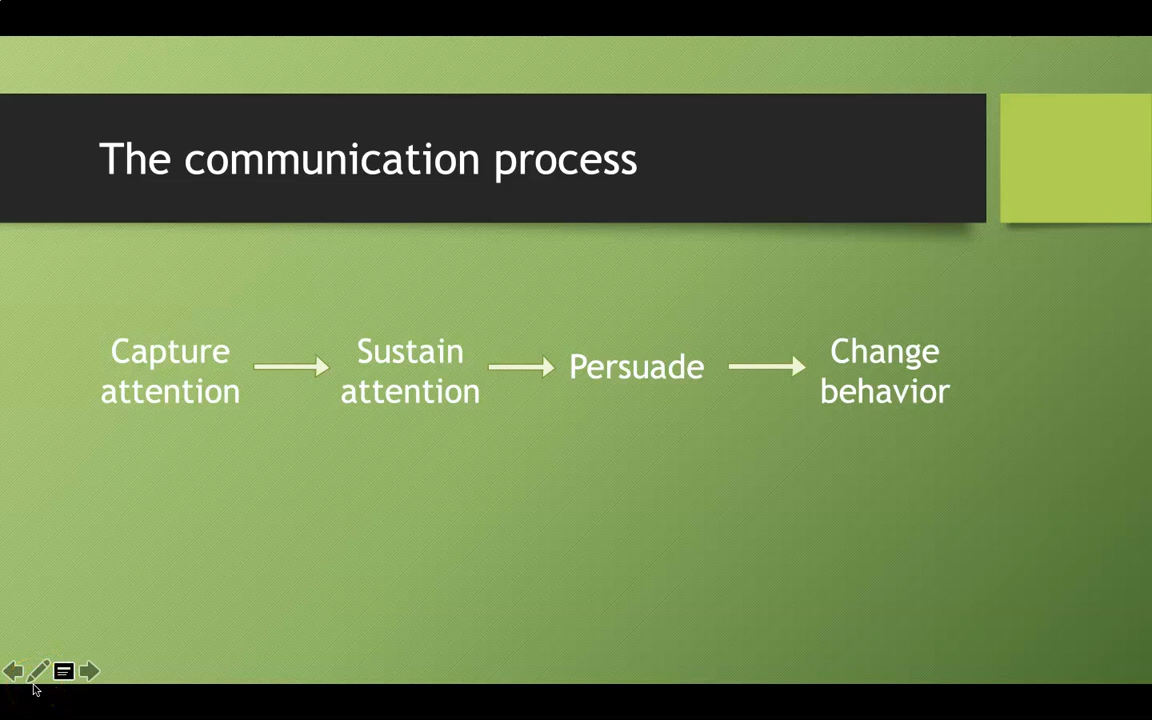 The communication process
Capture
attention
Sustain
attention
Persuade
Change
behavior